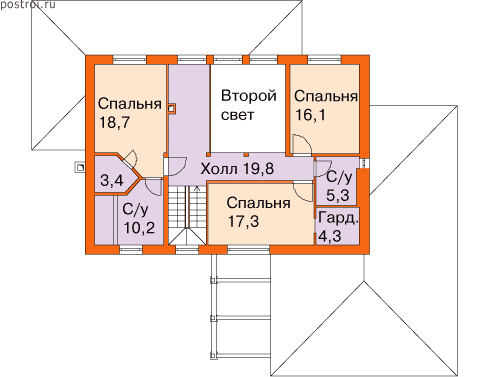 postroi.ru
Спальня
18,7
Второй
свет
Спальня
16,1
Холл 19,8
3,4
С/у
5,3
С/у
10,2
Спальня
17,3
Гард.
4,3